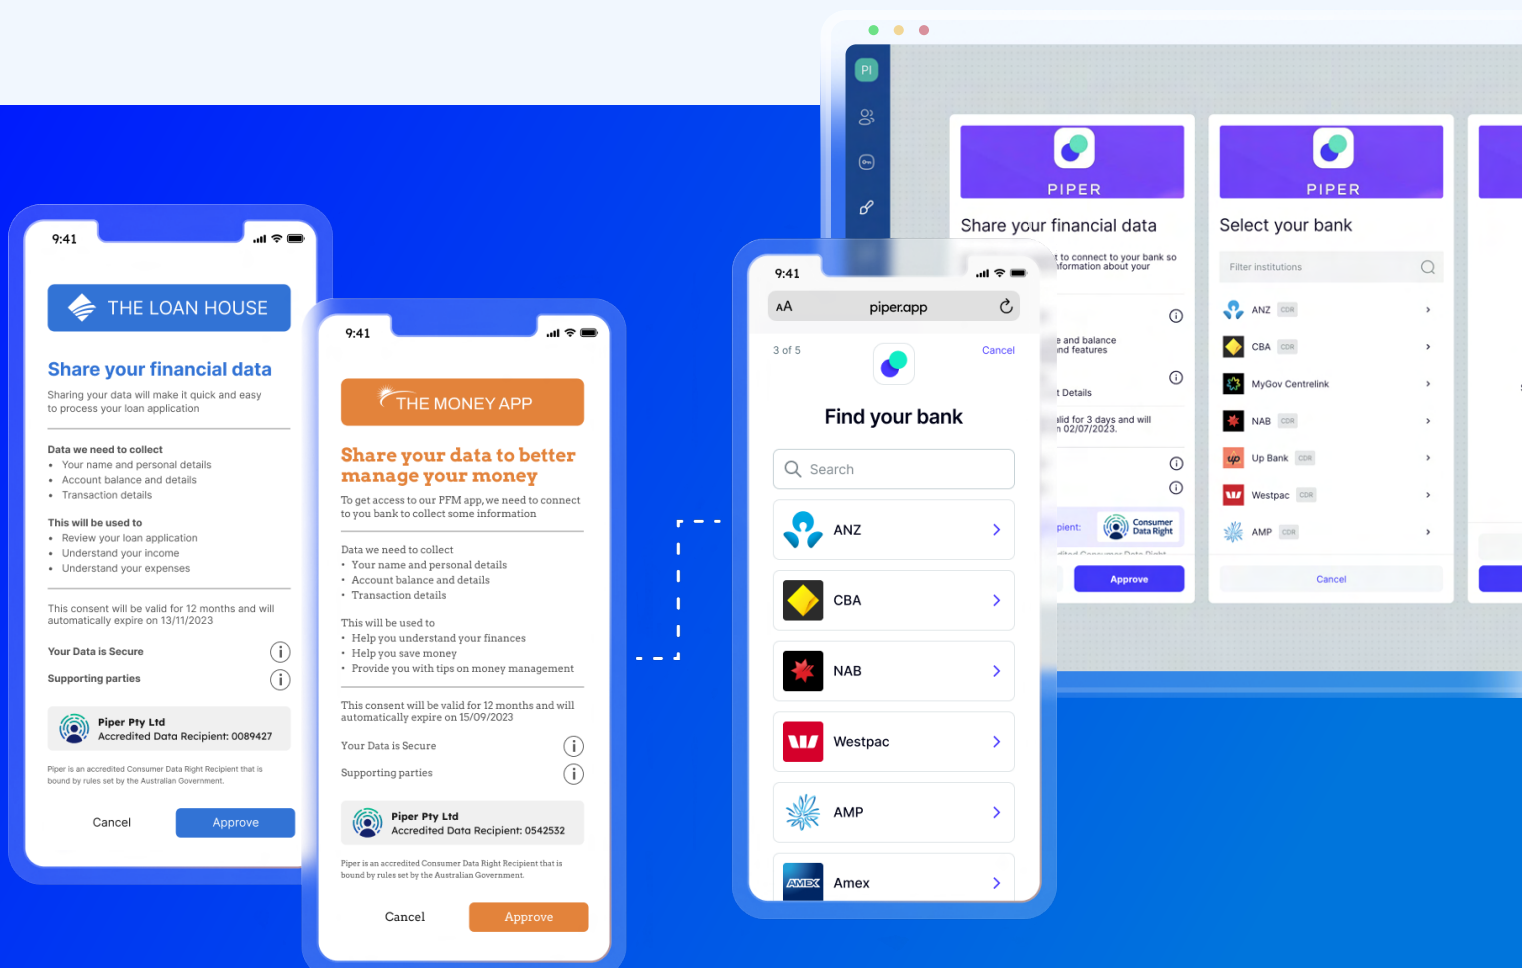 9:41
THE LOAN HOUSE
Share your financial data
Sharing your data will make it quick and easy
to process your loan application
Data we need to collect
• Your name and personal details
• Account balance and details
• Transaction details
This will be used to
• Review your loan application
• Understand your income
• Understand your expenses
This consent will be valid for 12 months and will
automatically expire on 13/11/2023
Your Data is Secure
Supporting parties
Piper Pty Ltd
Accredited Data Recipient: 0089427
Piper is an accredited Consumer Data Right Recipient that is
bound by rules set by the Australian Government.
Cancel
Approve
9:41
THE MONEY APP
Share your data to better
manage your money
To get access to our PFM app, we need to connect
to you bank to collect some information
Data we need to collect
• Your name and personal details
• Account balance and details
• Transaction details
This will be used to
• Help you understand your finances
• Help you save money
• Provide you with tips on money management
This consent will be valid for 12 months and will
automatically expire on 15/09/2023
Your Data is Secure
Supporting parties
Piper Pty Ltd
Accredited Data Recipient: 0542532
Piper is an accredited Consumer Data Right Recipient that is
bound by rules set by the Australian Government.
Cancel
Approve
9:41
AA
piper.app
3 of 5
Cancel
Find your bank
Search
ANZ
CBA
NAB
Westpac
AMP
AMEX
Amex
PI
PIPER
Share your financial data
t to connect to your bank so
nformation about your
e and balance
nd features
t Details
alid for 3 days and will
n 02/07/2023.
pient:
Consumer
Data Right
Approve
PIPER
Select your bank
Filter institutions
ANZ CDR
CBA CDR
MyGov Centrelink
NAB CDR
up Up Bank CDR
Westpac CDR
AMP CDR
Cancel